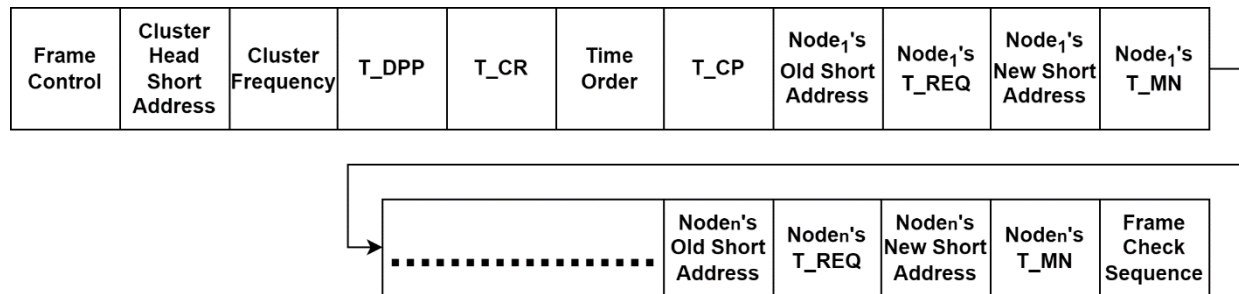 Frame
Control
Cluster
Head
Short
Address
Cluster
Frequency
T_DPP
T_CR
Time
Order
T_CP
Node1's
Old Short
Address
Node1's
T_REQ
Node1's
New Short
Address
Node1's
T_MN
Noden's
Old Short
Address
Noden's
T_REQ
Noden's
New Short
Address
Noden's
T_MN
Frame
Check
Sequence